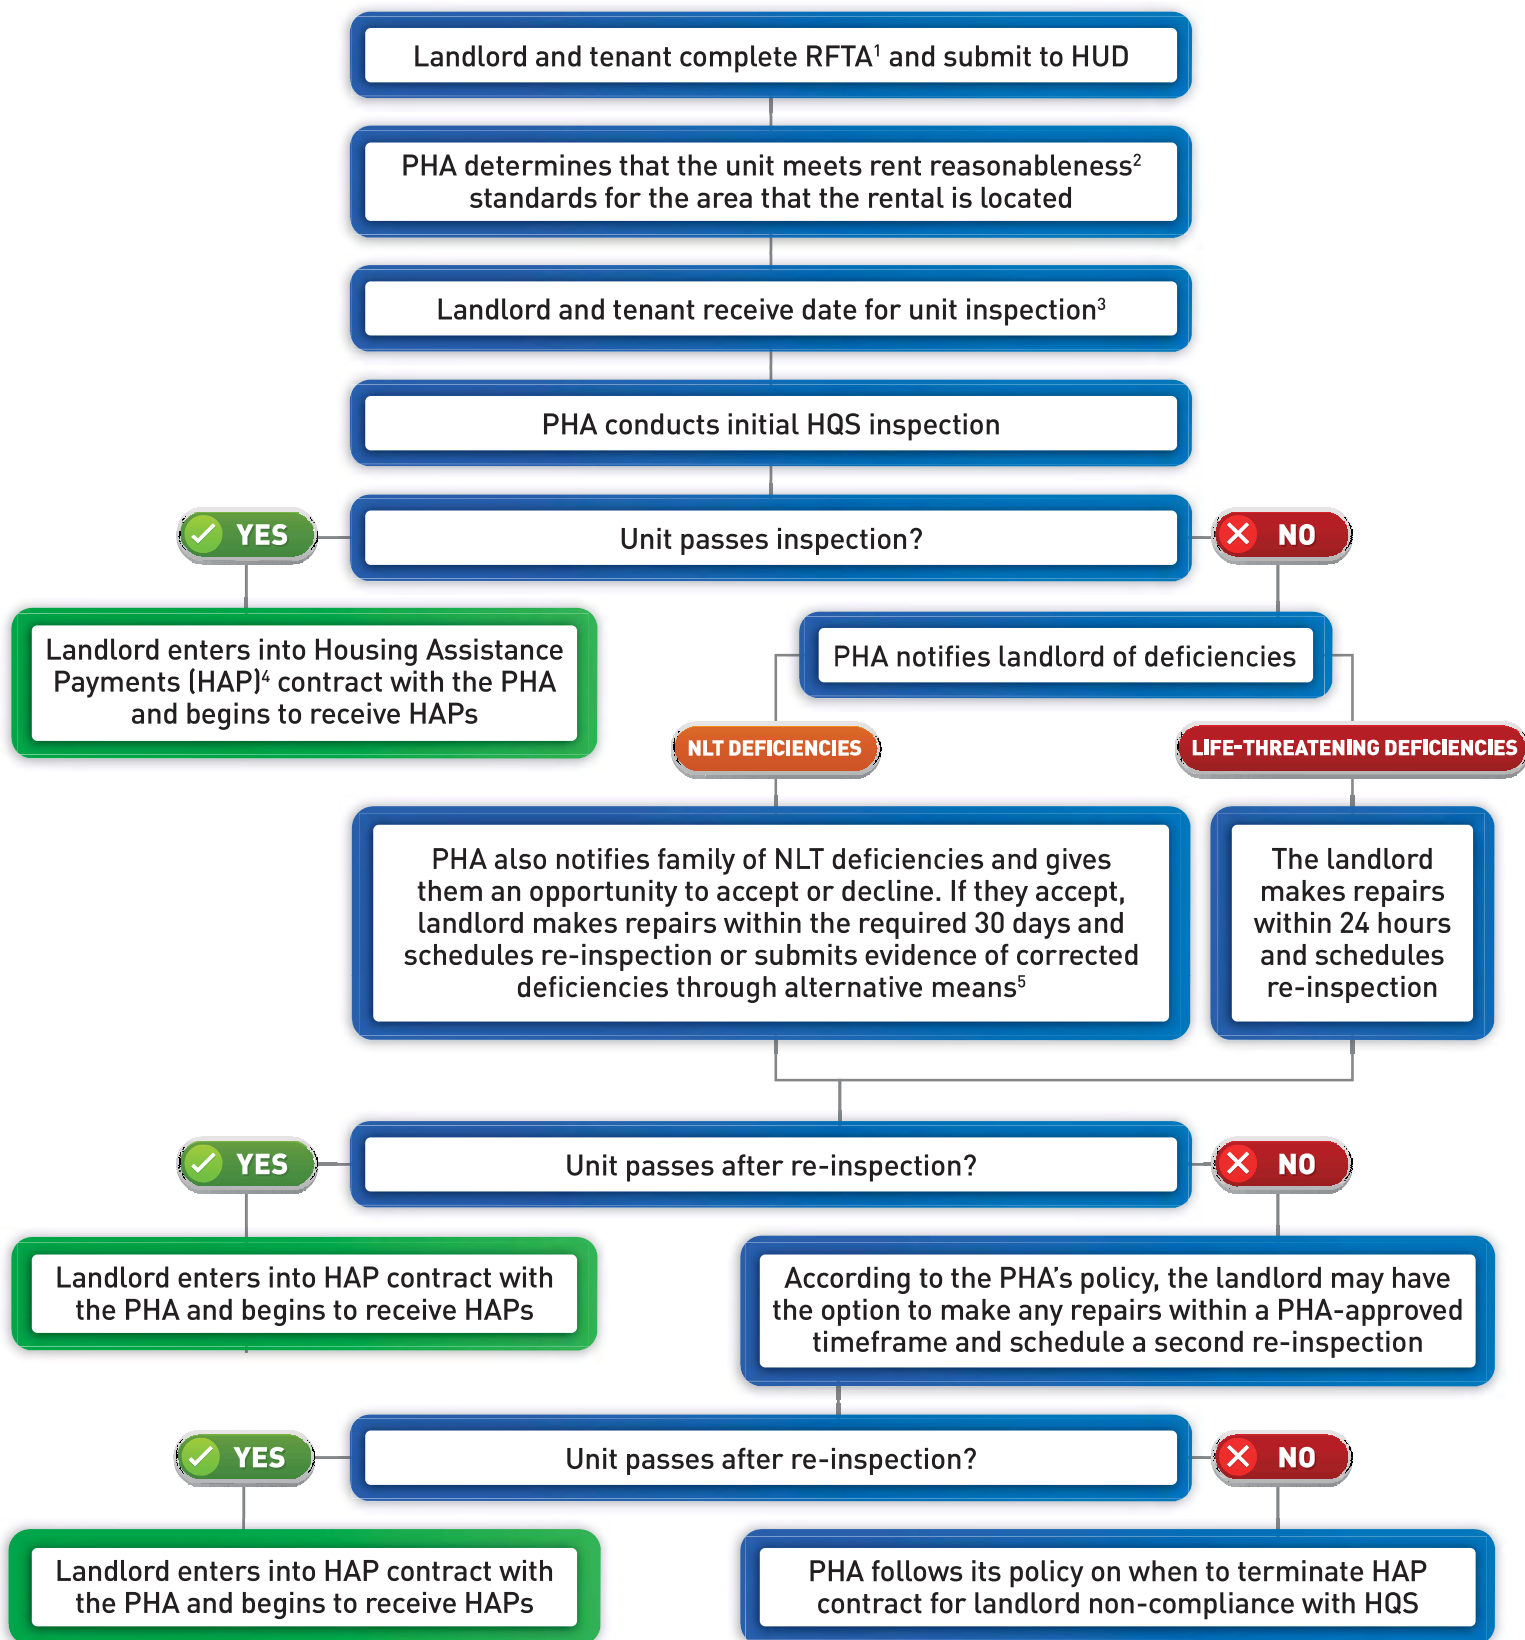 Landlord and tenant complete RFTA¹ and submit to HUD
PHA determines that the unit meets rent reasonableness²
standards for the area that the rental is located
Landlord and tenant receive date for unit inspection³
PHA conducts initial HQS inspection
YES
Unit passes inspection?
NO
Landlord enters into Housing Assistance
Payments (HAP)⁴ contract with the PHA
and begins to receive HAPs
PHA notifies landlord of deficiencies
NLT DEFICIENCIES
LIFE-THREATENING DEFICIENCIES
PHA also notifies family of NLT deficiencies and gives
them an opportunity to accept or decline. If they accept,
landlord makes repairs within the required 30 days and
schedules re-inspection or submits evidence of corrected
deficiencies through alternative means⁵
The landlord
makes repairs
within 24 hours
and schedules
re-inspection
YES
Unit passes after re-inspection?
NO
Landlord enters into HAP contract with
the PHA and begins to receive HAPs
According to the PHA’s policy, the landlord may have
the option to make any repairs within a PHA-approved
timeframe and schedule a second re-inspection
YES
Unit passes after re-inspection?
NO
Landlord enters into HAP contract with
the PHA and begins to receive HAPs
PHA follows its policy on when to terminate HAP
contract for landlord non-compliance with HQS